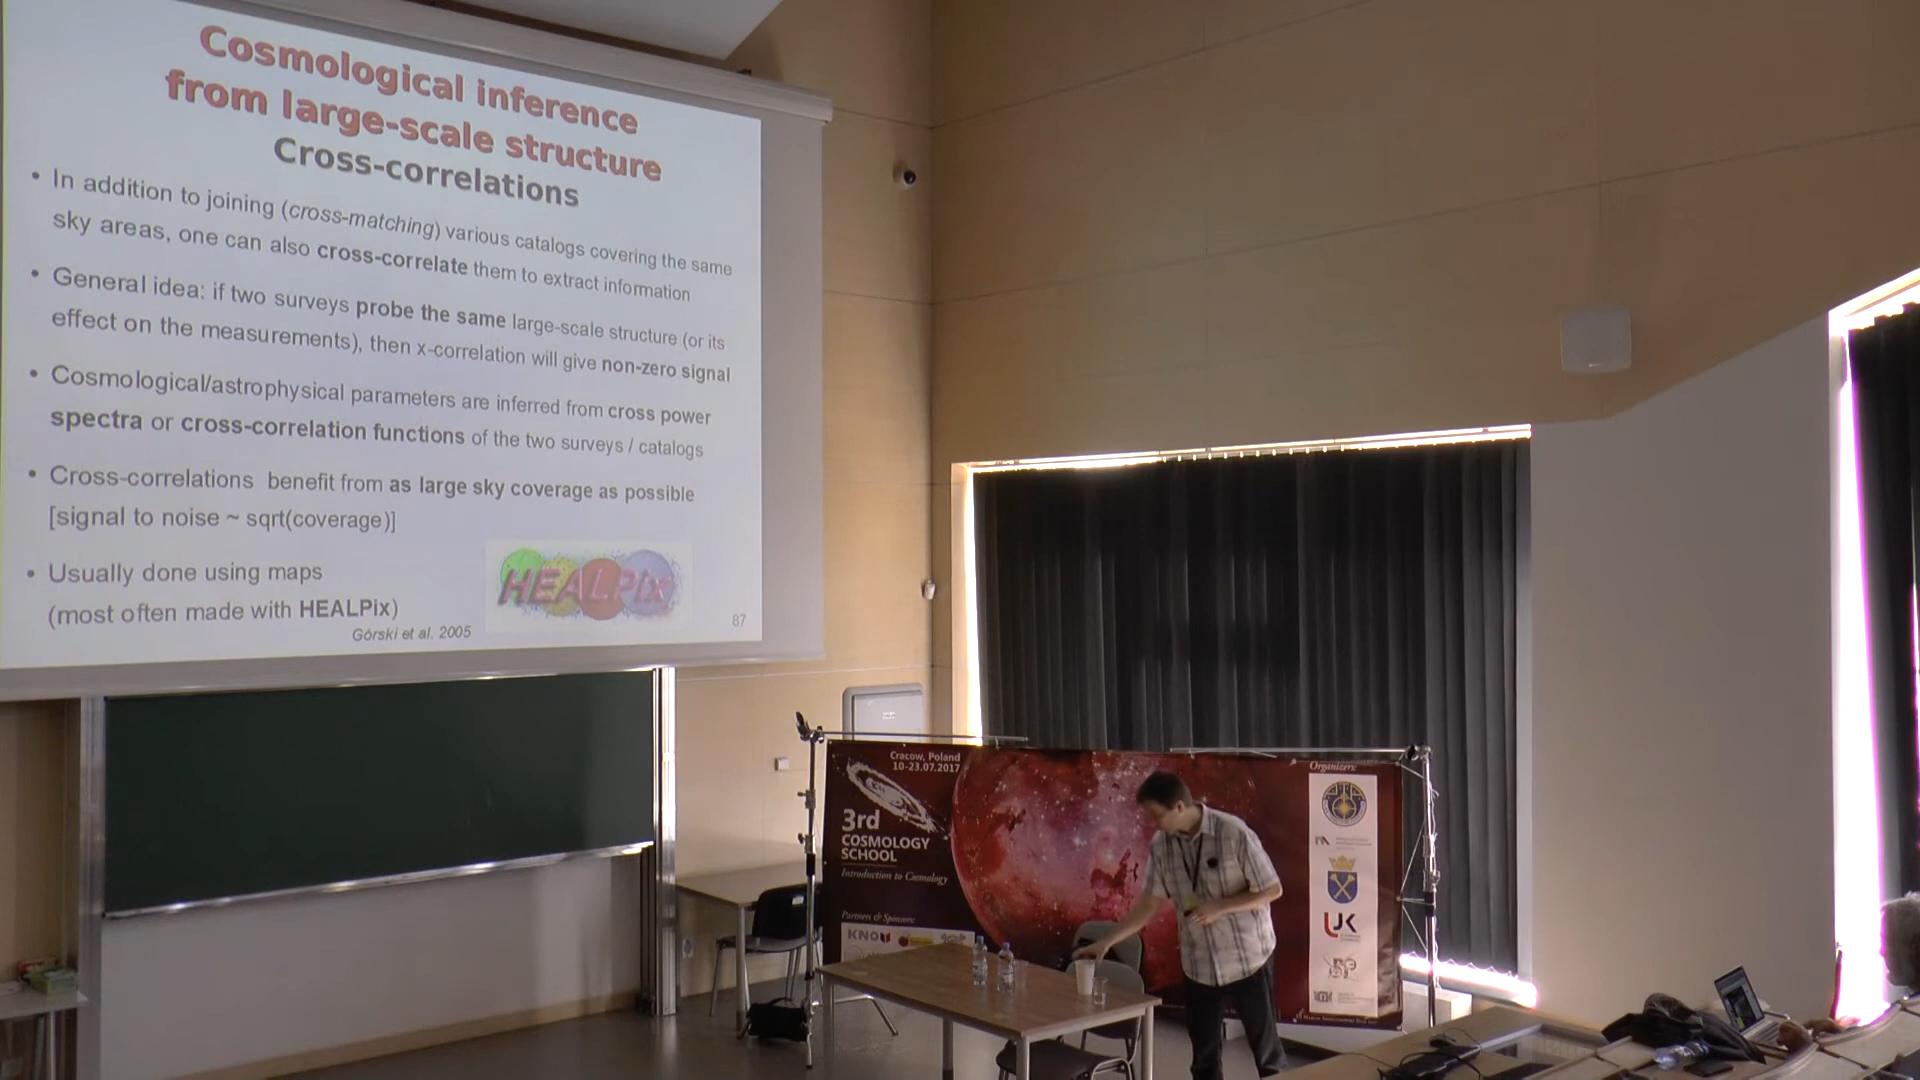 Cosmological inference
from large-scale structure
Cross-correlations
• In addition to joining (cross-matching) various catalogs covering the same
sky areas, one can also cross-correlate them to extract information
• General idea: if two surveys probe the same large-scale structure (or its
effect on the measurements), then x-correlation will give non-zero signal
• Cosmological/astrophysical parameters are inferred from cross power
spectra or cross-correlation functions of the two surveys / catalogs
• Cross-correlations benefit from as large sky coverage as possible
[signal to noise ~ sqrt(coverage)]
• Usually done using maps
(most often made with HEALPix)
HEALPix
Górski et al. 2005
87
Cracow, Poland
10-23.07.2017
3rd
COSMOLOGY
SCHOOL
Introduction to Cosmology
Partners & Sponsors:
KNO
Organizers:
UJK